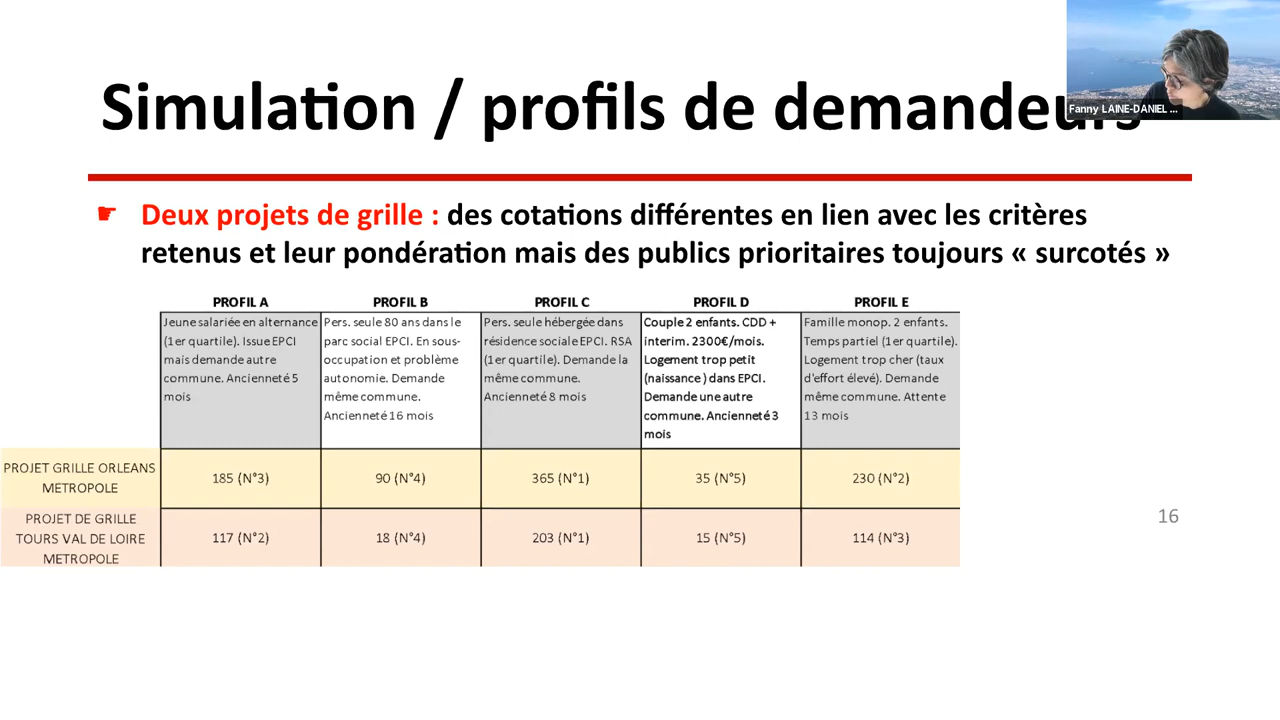 Simulation / profils de demandeurs
Fanny LAINE-DANIEL ...
☛ Deux projets de grille : des cotations différentes en lien avec les critères
retenus et leur pondération mais des publics prioritaires toujours « surcotés »
PROFIL A
Jeune salariée en alternance
(1er quartile). Issue EPCI
mais demande autre
commune. Ancienneté 5
mois
PROFIL B
Pers. seule 80 ans dans le
parc social EPCI. En sous-
occupation et problème
autonomie. Demande
même commune.
Ancienneté 16 mois
PROFIL C
Pers. seule hébergée dans
résidence sociale EPCI. RSA
(1er quartile). Demande la
même commune.
Ancienneté 8 mois
PROFIL D
Couple 2 enfants. CDD +
interim. 2300€/mois.
Logement trop petit
(naissance ) dans EPCI.
Demande une autre
commune. Ancienneté 3
mois
PROFIL E
Famille monop. 2 enfants.
Temps partiel (1er quartile).
Logement trop cher (taux
d'effort élevé). Demande
même commune. Attente
13 mois
PROJET GRILLE ORLEANS
METROPOLE
185 (N°3)
90 (N°4)
365 (N°1)
35 (N°5)
230 (N°2)
PROJET DE GRILLE
TOURS VAL DE LOIRE
METROPOLE
117 (N°2)
18 (N°4)
203 (N°1)
15 (N°5)
114 (N°3)
16